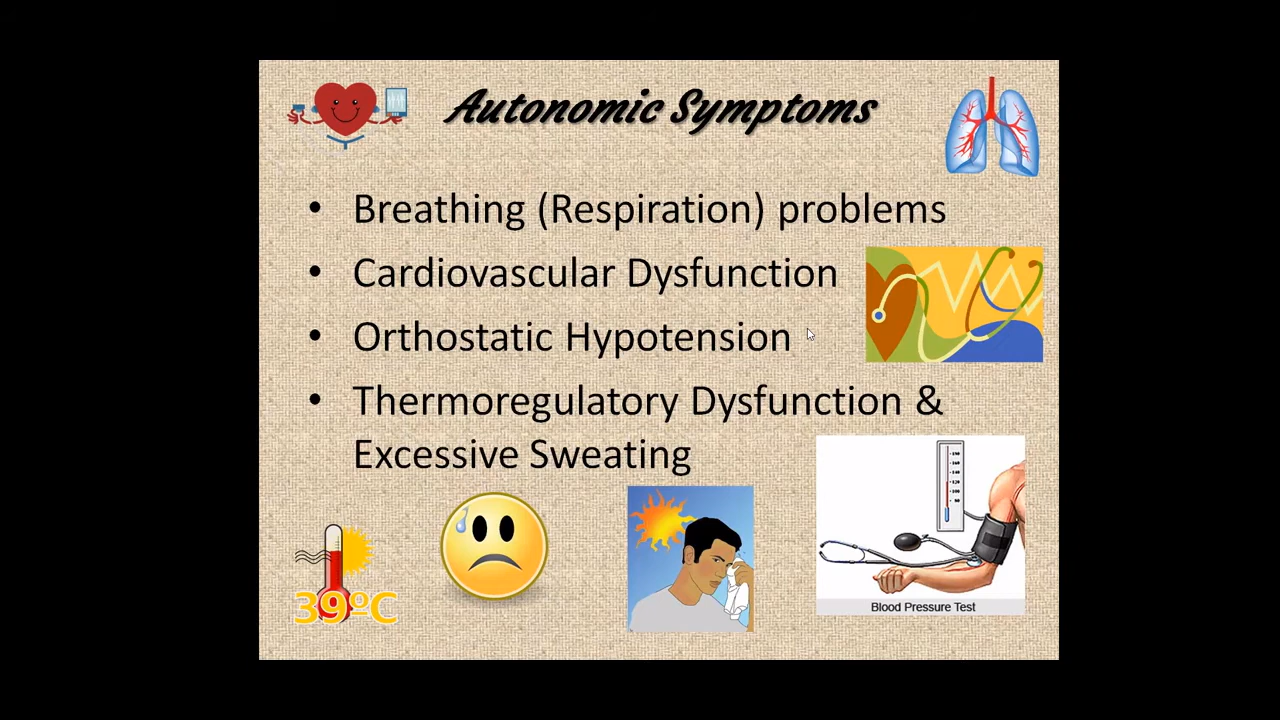 Autonomic Symptoms
• Breathing (Respiration) problems
• Cardiovascular Dysfunction
• Orthostatic Hypotension
• Thermoregulatory Dysfunction &
Excessive Sweating
39ºC
Blood Pressure Test